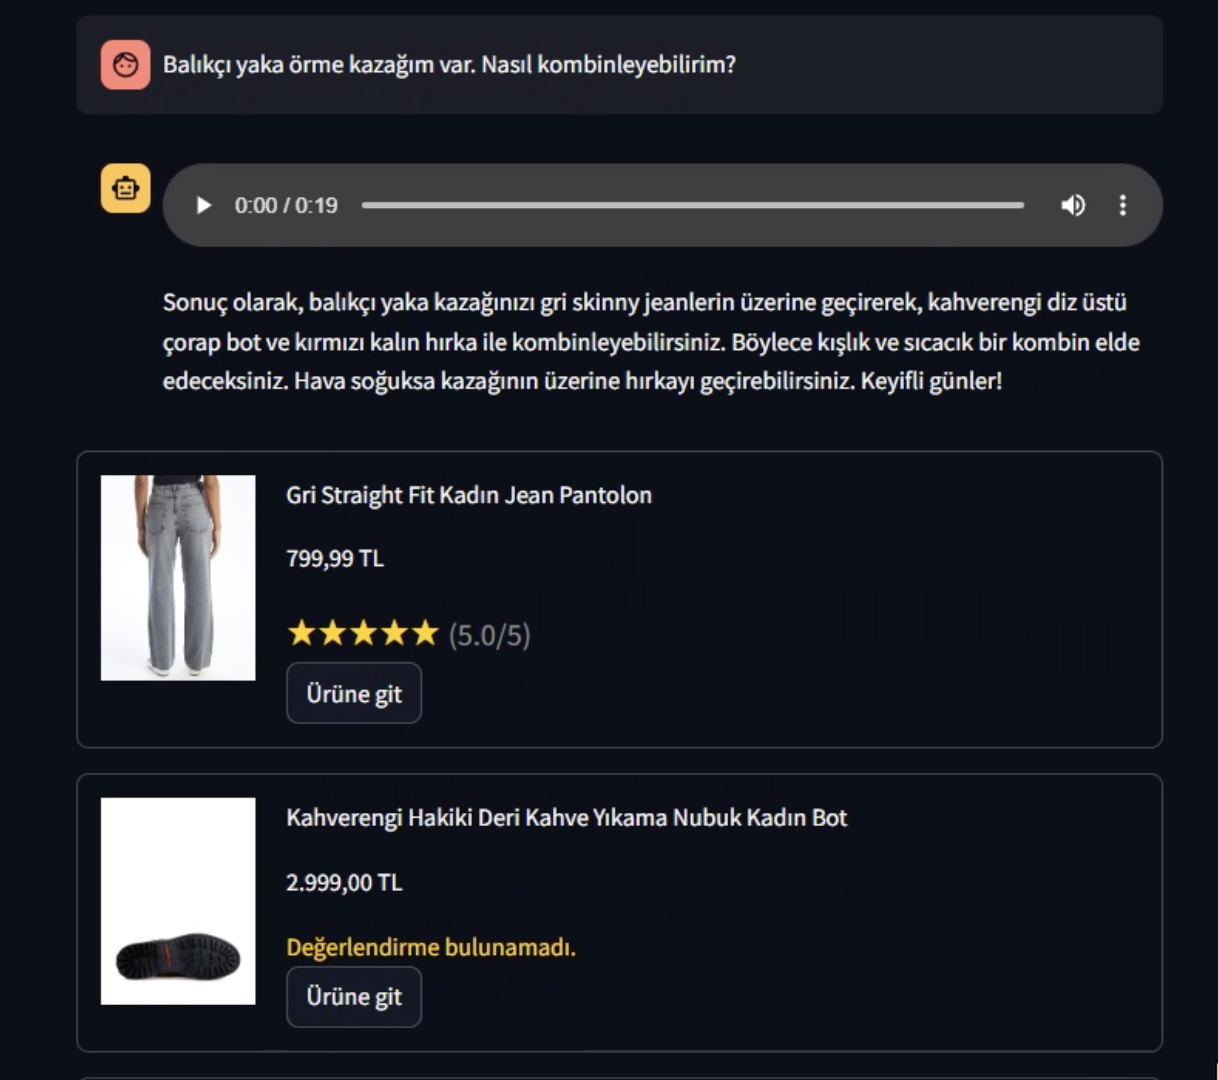 Balıkçı yaka örme kazağım var. Nasıl kombinleyebilirim?
0:00 / 0:19
Sonuç olarak, balıkçı yaka kazağınızı gri skinny jeanlerin üzerine geçirerek, kahverengi diz üstü
çorap bot ve kırmızı kalın hırka ile kombinleyebilirsiniz. Böylece kışlık ve sıcacık bir kombin elde
edeceksiniz. Hava soğuksa kazağının üzerine hırkayı geçirebilirsiniz. Keyifli günler!
Gri Straight Fit Kadın Jean Pantolon
799,99 TL
★★★★★ (5.0/5)
Ürüne git
Kahverengi Hakiki Deri Kahve Yıkama Nubuk Kadın Bot
2.999,00 TL
Değerlendirme bulunamadı.
Ürüne git